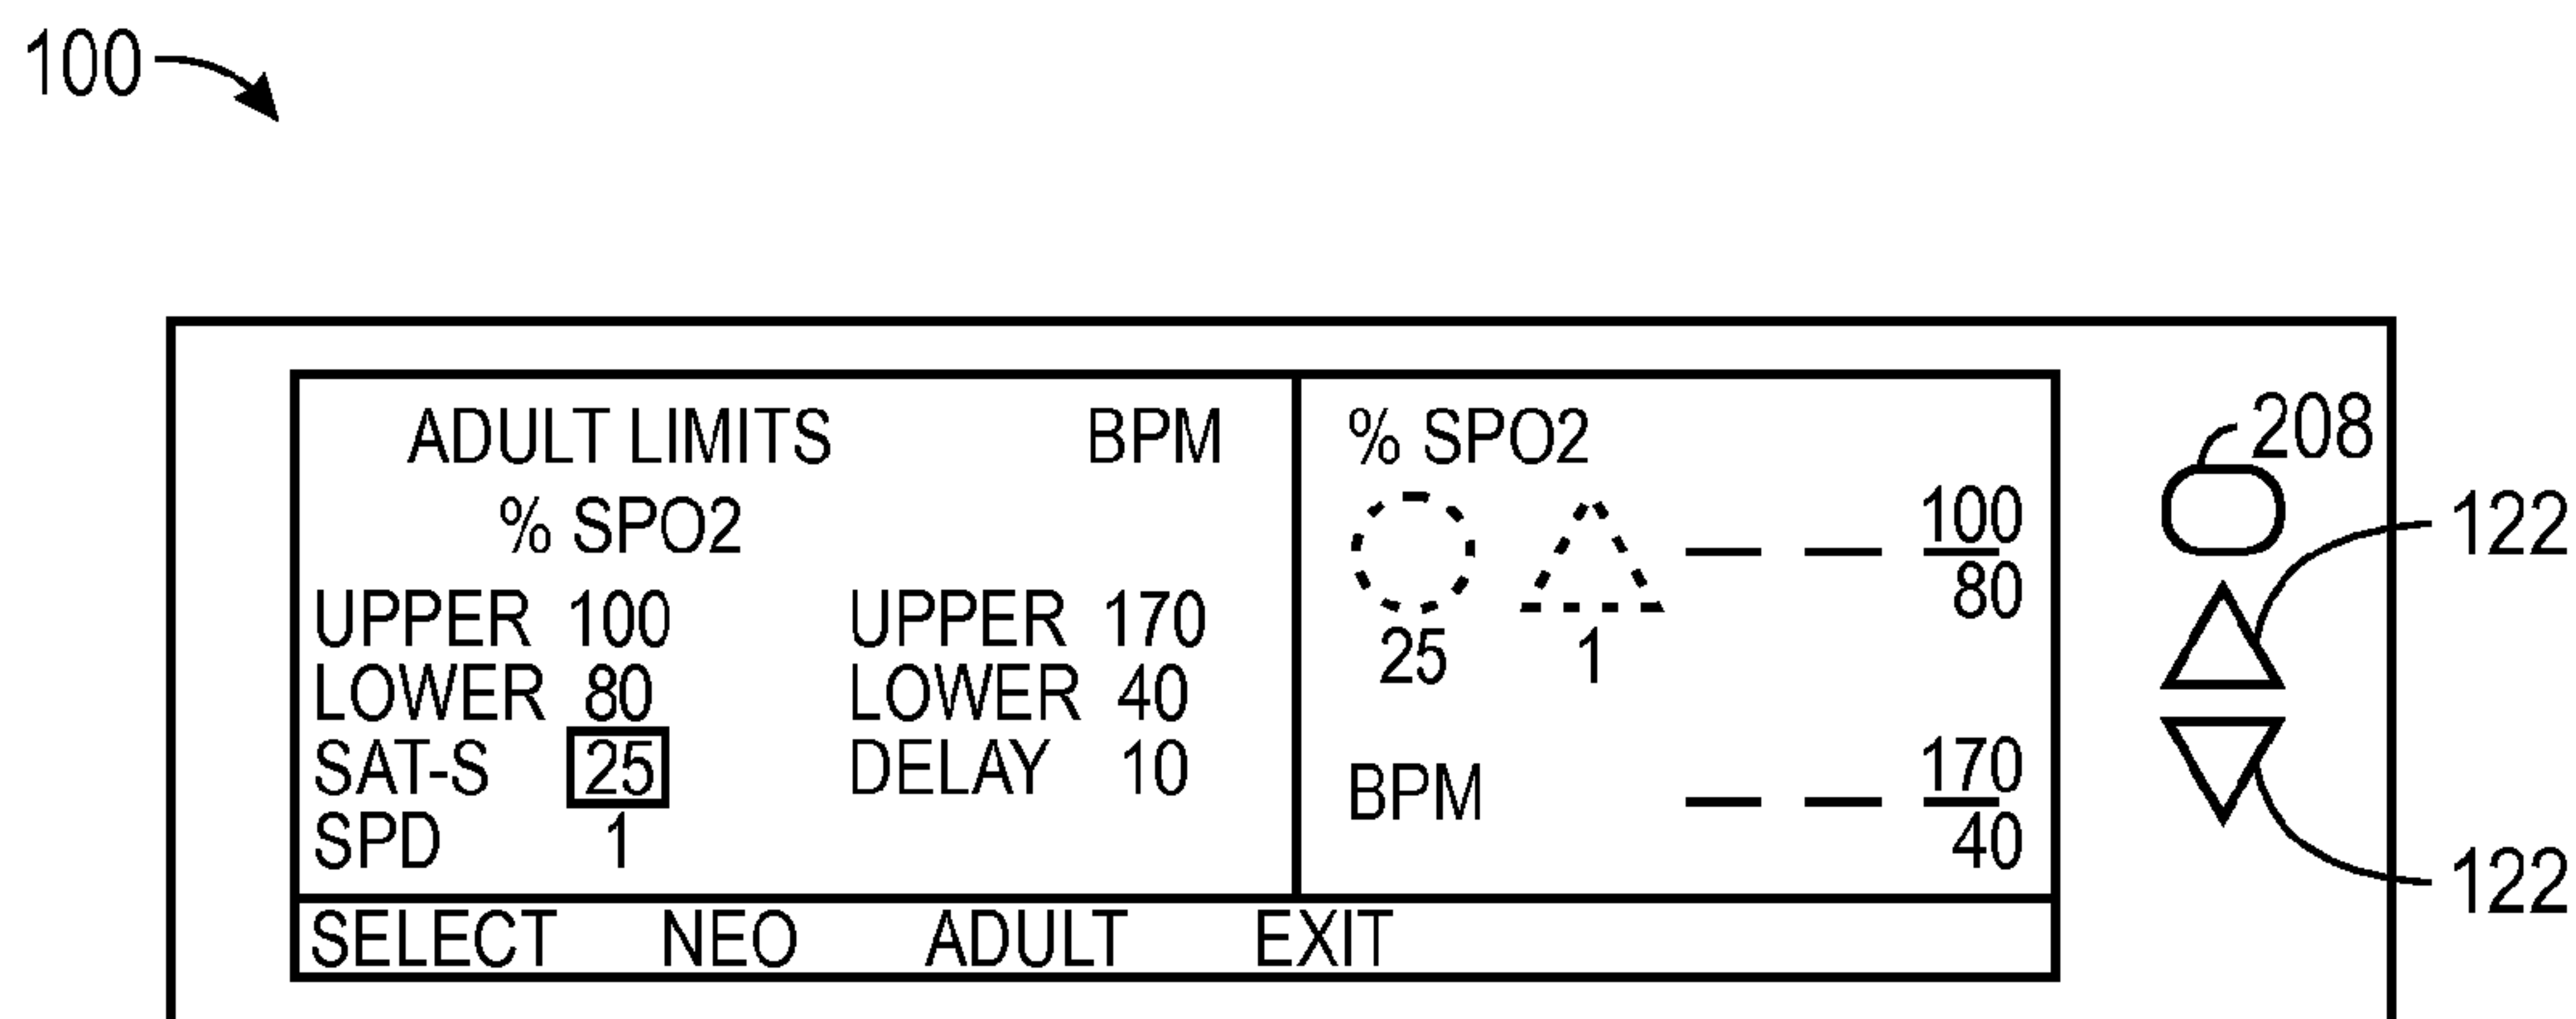 100
ADULT LIMITS BPM
% SPO2
UPPER 100 UPPER 170
LOWER 80 LOWER 40
SAT-S 25 DELAY 10
SPD 1
% SPO2
100
80
25 1
BPM
170
40
SELECT NEO ADULT EXIT
208
122
122